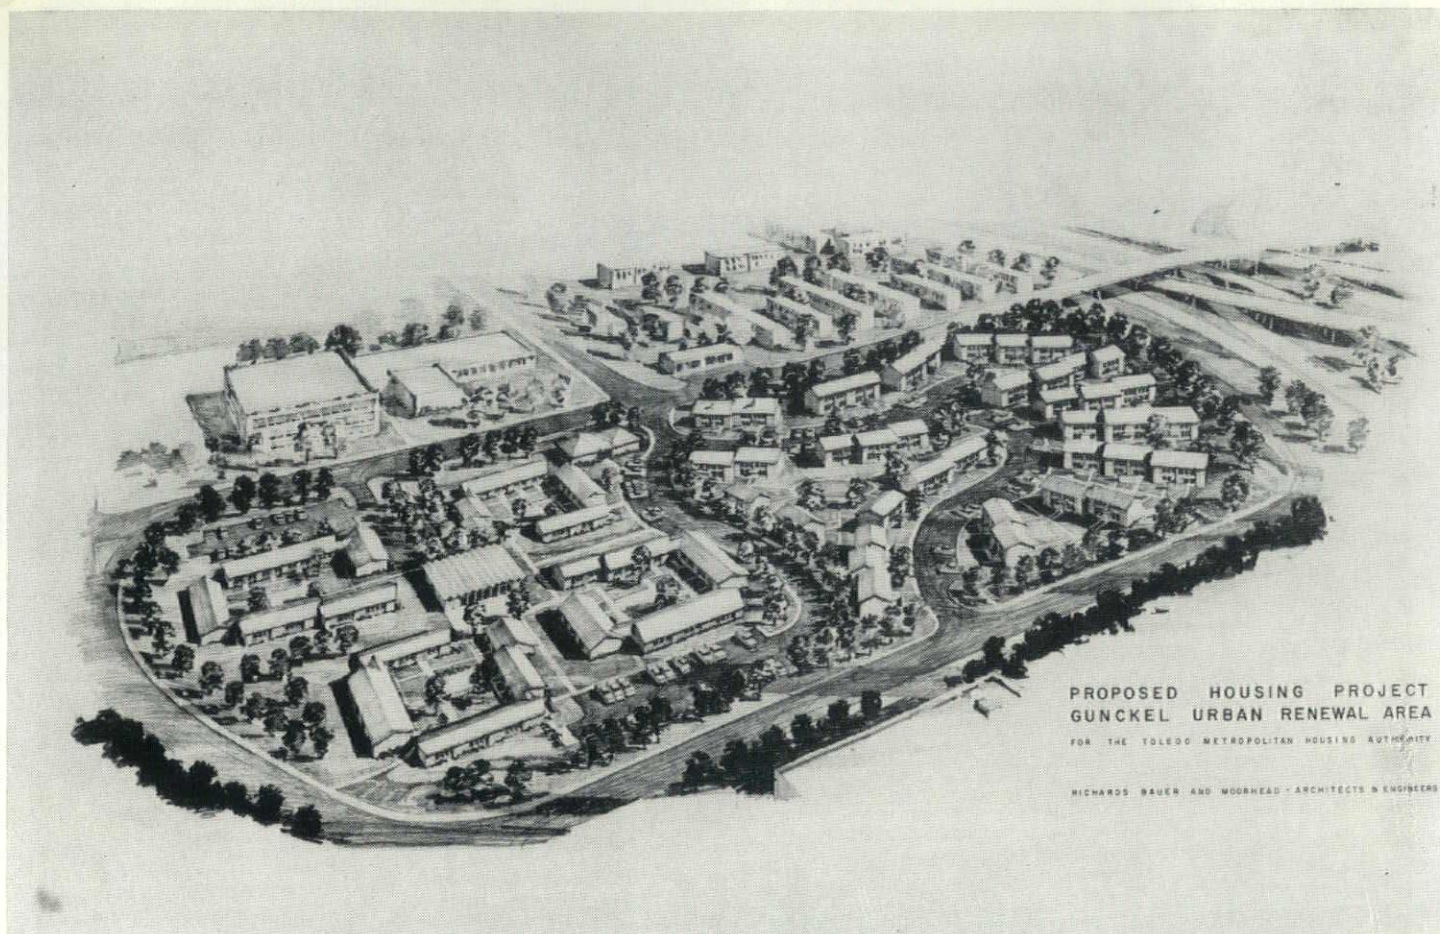 PROPOSED HOUSING PROJECT
GUNCKEL URBAN RENEWAL AREA
FOR THE TOLEDO METROPOLITAN HOUSING AUTHORITY
RICHARDS BAUER AND MOORHEAD - ARCHITECTS & ENGINEERS